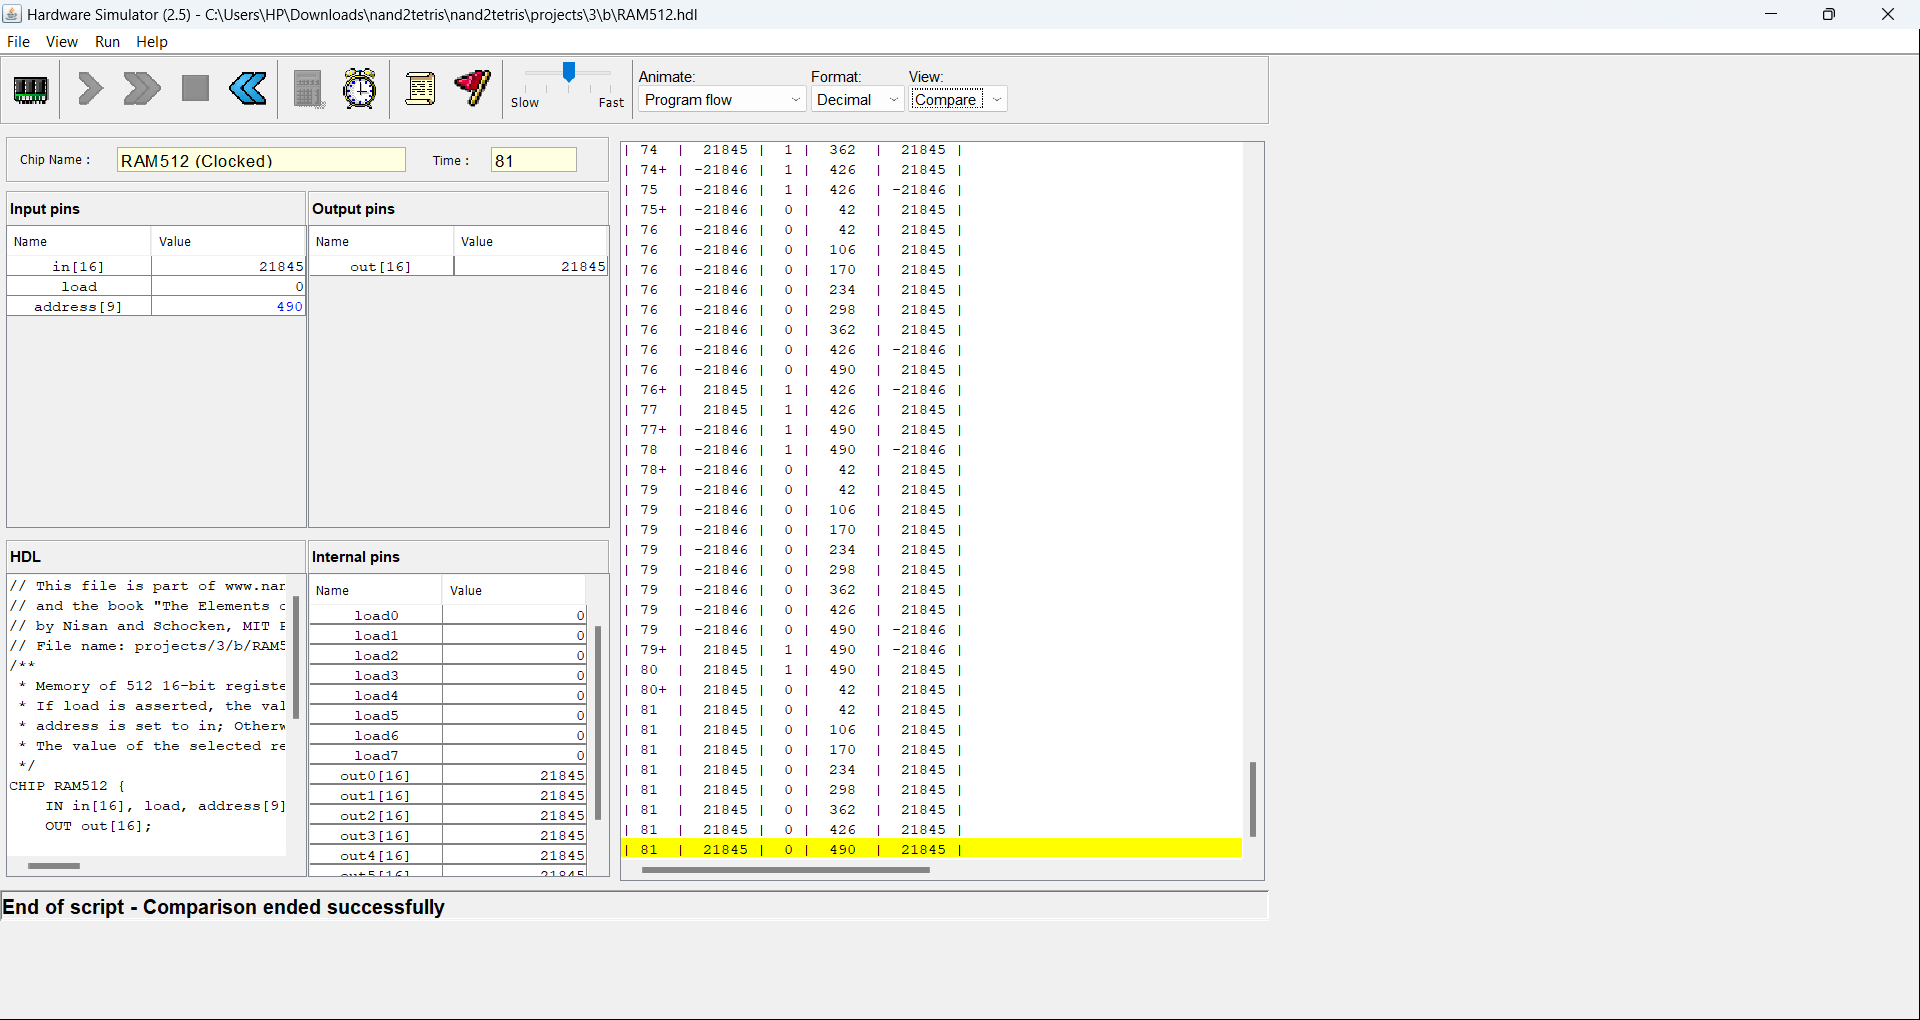 Hardware Simulator (2.5) - C:\Users\HP\Downloads\nand2tetris\nand2tetris\projects\3\b\RAM512.hdl
File View Run Help
Slow Fast
Animate:
Program flow
Format:
Decimal
View:
Compare
Chip Name :
RAM512 (Clocked)
Time :
81
Input pins
Name Value
in[16] 21845
load 0
address[9] 490
Output pins
Name Value
out[16] 21845
HDL
// This file is part of www.nan
// and the book "The Elements o
// by Nisan and Schocken, MIT P
// File name: projects/3/b/RAM5
/**
* Memory of 512 16-bit registe
* If load is asserted, the val
* address is set to in; Otherw
* The value of the selected re
*/
CHIP RAM512 {
IN in[16], load, address[9]
OUT out[16];
Internal pins
Name Value
load0 0
load1 0
load2 0
load3 0
load4 0
load5 0
load6 0
load7 0
out0[16] 21845
out1[16] 21845
out2[16] 21845
out3[16] 21845
out4[16] 21845
out5[16] 21845
| 74 | 21845 | 1 | 362 | 21845 |
| 74+ | -21846 | 1 | 426 | 21845 |
| 75 | -21846 | 1 | 426 | -21846 |
| 75+ | -21846 | 0 | 42 | 21845 |
| 76 | -21846 | 0 | 42 | 21845 |
| 76 | -21846 | 0 | 106 | 21845 |
| 76 | -21846 | 0 | 170 | 21845 |
| 76 | -21846 | 0 | 234 | 21845 |
| 76 | -21846 | 0 | 298 | 21845 |
| 76 | -21846 | 0 | 362 | 21845 |
| 76 | -21846 | 0 | 426 | -21846 |
| 76 | -21846 | 0 | 490 | 21845 |
| 76+ | 21845 | 1 | 426 | -21846 |
| 77 | 21845 | 1 | 426 | 21845 |
| 77+ | -21846 | 1 | 490 | 21845 |
| 78 | -21846 | 1 | 490 | -21846 |
| 78+ | -21846 | 0 | 42 | 21845 |
| 79 | -21846 | 0 | 42 | 21845 |
| 79 | -21846 | 0 | 106 | 21845 |
| 79 | -21846 | 0 | 170 | 21845 |
| 79 | -21846 | 0 | 234 | 21845 |
| 79 | -21846 | 0 | 298 | 21845 |
| 79 | -21846 | 0 | 362 | 21845 |
| 79 | -21846 | 0 | 426 | 21845 |
| 79 | -21846 | 0 | 490 | -21846 |
| 79+ | 21845 | 1 | 490 | -21846 |
| 80 | 21845 | 1 | 490 | 21845 |
| 80+ | 21845 | 0 | 42 | 21845 |
| 81 | 21845 | 0 | 42 | 21845 |
| 81 | 21845 | 0 | 106 | 21845 |
| 81 | 21845 | 0 | 170 | 21845 |
| 81 | 21845 | 0 | 234 | 21845 |
| 81 | 21845 | 0 | 298 | 21845 |
| 81 | 21845 | 0 | 362 | 21845 |
| 81 | 21845 | 0 | 426 | 21845 |
| 81 | 21845 | 0 | 490 | 21845 |
End of script - Comparison ended successfully